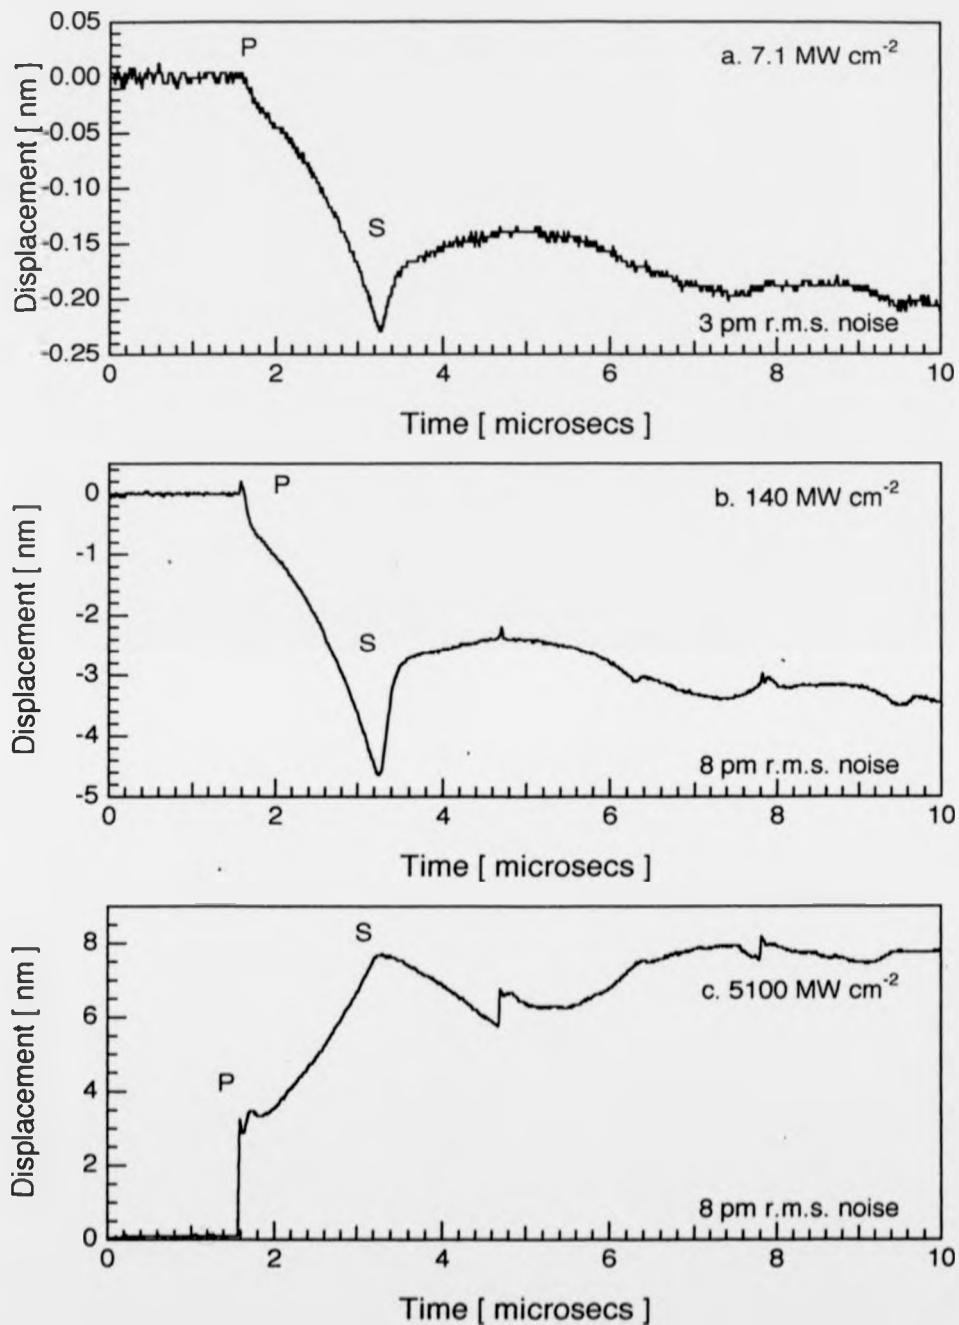 0.05
P
a. 7.1 MW cm-2
0.00
-0.05
-0.10
S
-0.15
-0.20
3 pm r.m.s. noise
-0.25
0 2 4 6 8 10
Displacement [ nm ]
Time [ microsecs ]
0
P
b. 140 MW cm-2
-1
-2
S
-3
-4
8 pm r.m.s. noise
-5
0 2 4 6 8 10
Displacement [ nm ]
Time [ microsecs ]
S
8
c. 5100 MW cm-2
6
P
4
2
8 pm r.m.s. noise
0
0 2 4 6 8 10
Displacement [ nm ]
Time [ microsecs ]